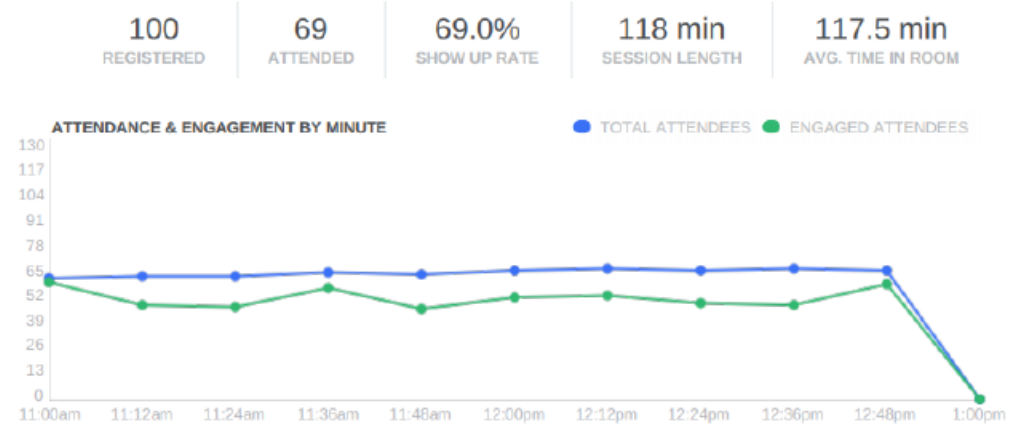 100 69 69.0% 118 min 117.5 min
REGISTERED ATTENDED SHOW UP RATE SESSION LENGTH AVG. TIME IN ROOM
ATTENDANCE & ENGAGEMENT BY MINUTE TOTAL ATTENDEES ENGAGED ATTENDEES
130
117
104
91
78
65
52
39
26
13
0
11:00am 11:12am 11:24am 11:36am 11:48am 12:00pm 12:12pm 12:24pm 12:36pm 12:48pm 1:00pm